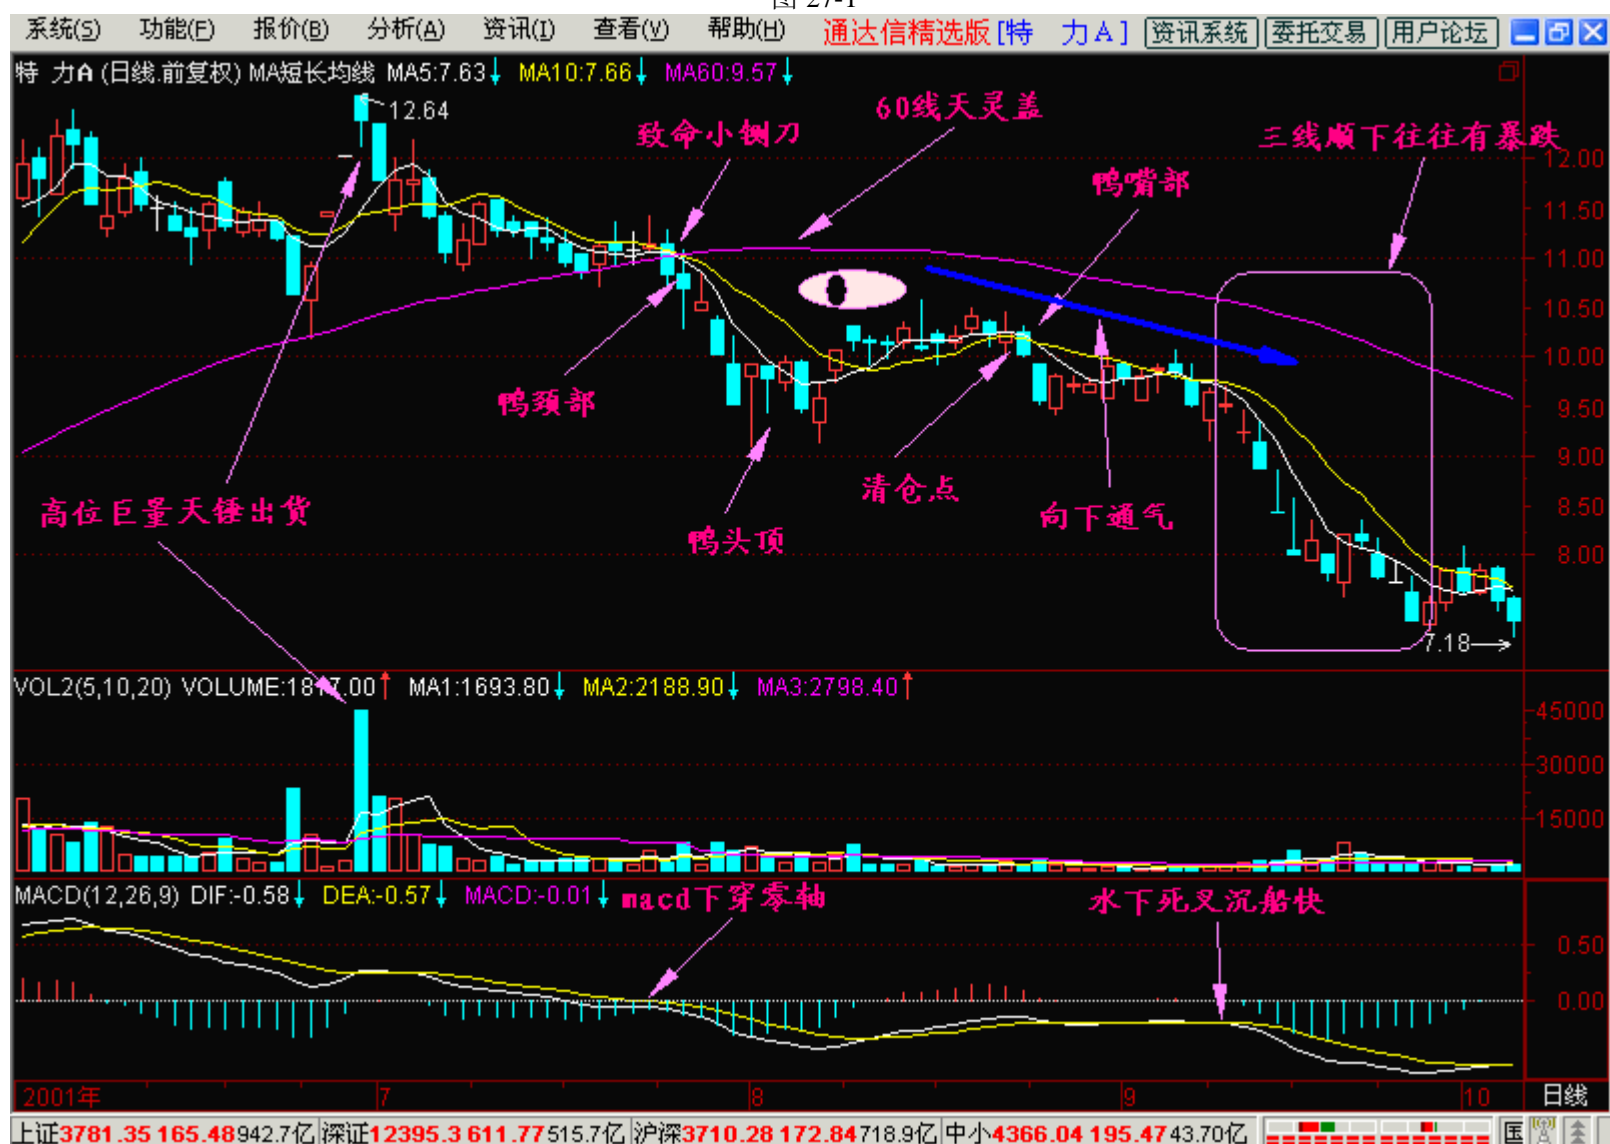 图 27-1
系统(S) 功能(F) 报价(B) 分析(A) 资讯(I) 查看(V) 帮助(H) 通达信精选版 [特 力A] 资讯系统 委托交易 用户论坛
特 力A (日线.前复权) MA短长均线 MA5:7.63↓ MA10:7.66↓ MA60:9.57↓
12.64
60线天灵盖
致命小铡刀
三线顺下往往有暴跌
12.00
鸭嘴部
11.50
11.00
10.50
10.00
鸭颈部
9.50
9.00
清仓点
高位巨量天锤出货
向下通气
8.50
鸭头顶
8.00
7.18
VOL2(5,10,20) VOLUME:1817.00↑ MA1:1693.80↓ MA2:2188.90↓ MA3:2798.40↑
45000
30000
15000
MACD(12,26,9) DIF:-0.58↓ DEA:-0.57↓ MACD:-0.01↓ macd下穿零轴
水下死叉沉船快
0.50
0.00
2001年 7 8 9 10 日线
上证3781.35 165.48 942.7亿 深证12395.3 611.77 515.7亿 沪深3710.28 172.84 718.9亿 中小4366.04 195.47 43.70亿